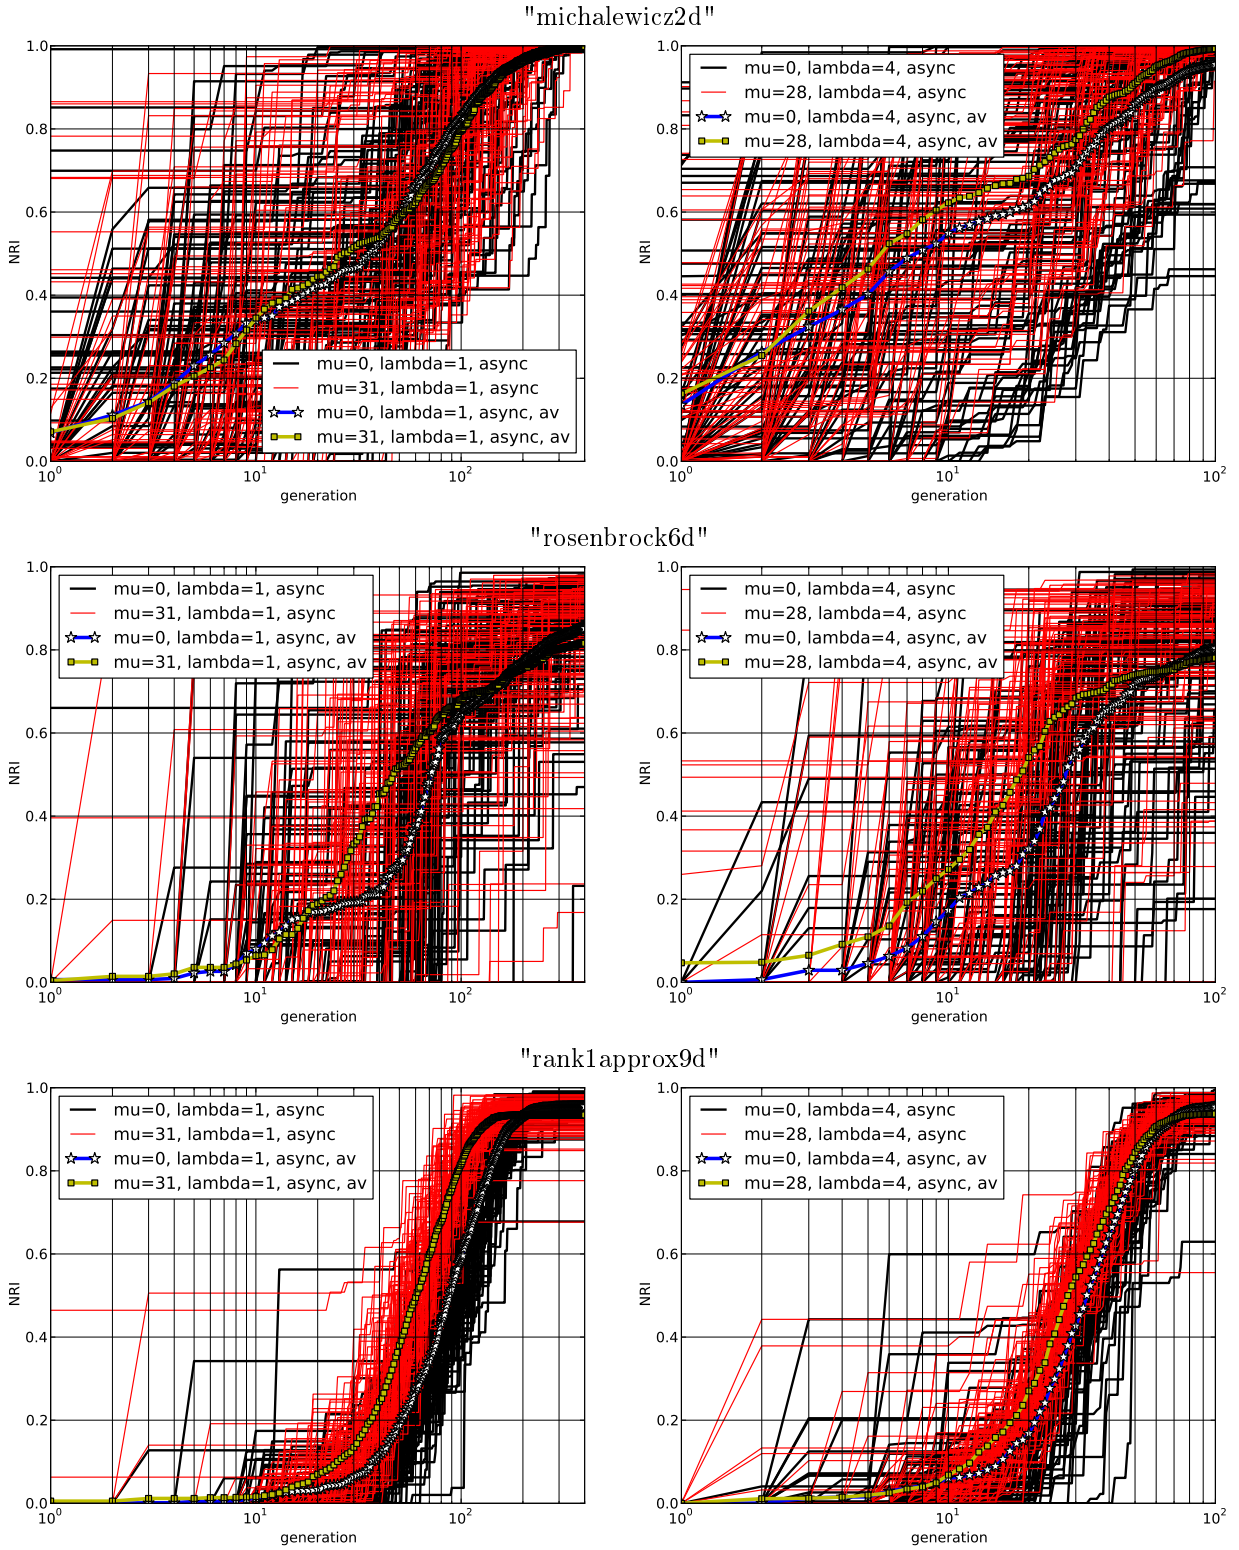 "michalewicz2d"
1.0
0.8
0.6
0.4
0.2
0.0
NRI
mu=0, lambda=1, async
mu=31, lambda=1, async
mu=0, lambda=1, async, av
mu=31, lambda=1, async, av
10^0 10^1 10^2
generation
1.0
0.8
0.6
0.4
0.2
0.0
NRI
mu=0, lambda=4, async
mu=28, lambda=4, async
mu=0, lambda=4, async, av
mu=28, lambda=4, async, av
10^0 10^1 10^2
generation
"rosenbrock6d"
1.0
0.8
0.6
0.4
0.2
0.0
NRI
mu=0, lambda=1, async
mu=31, lambda=1, async
mu=0, lambda=1, async, av
mu=31, lambda=1, async, av
10^0 10^1 10^2
generation
1.0
0.8
0.6
0.4
0.2
0.0
NRI
mu=0, lambda=4, async
mu=28, lambda=4, async
mu=0, lambda=4, async, av
mu=28, lambda=4, async, av
10^0 10^1 10^2
generation
"rank1approx9d"
1.0
0.8
0.6
0.4
0.2
0.0
NRI
mu=0, lambda=1, async
mu=31, lambda=1, async
mu=0, lambda=1, async, av
mu=31, lambda=1, async, av
10^0 10^1 10^2
generation
1.0
0.8
0.6
0.4
0.2
0.0
NRI
mu=0, lambda=4, async
mu=28, lambda=4, async
mu=0, lambda=4, async, av
mu=28, lambda=4, async, av
10^0 10^1 10^2
generation